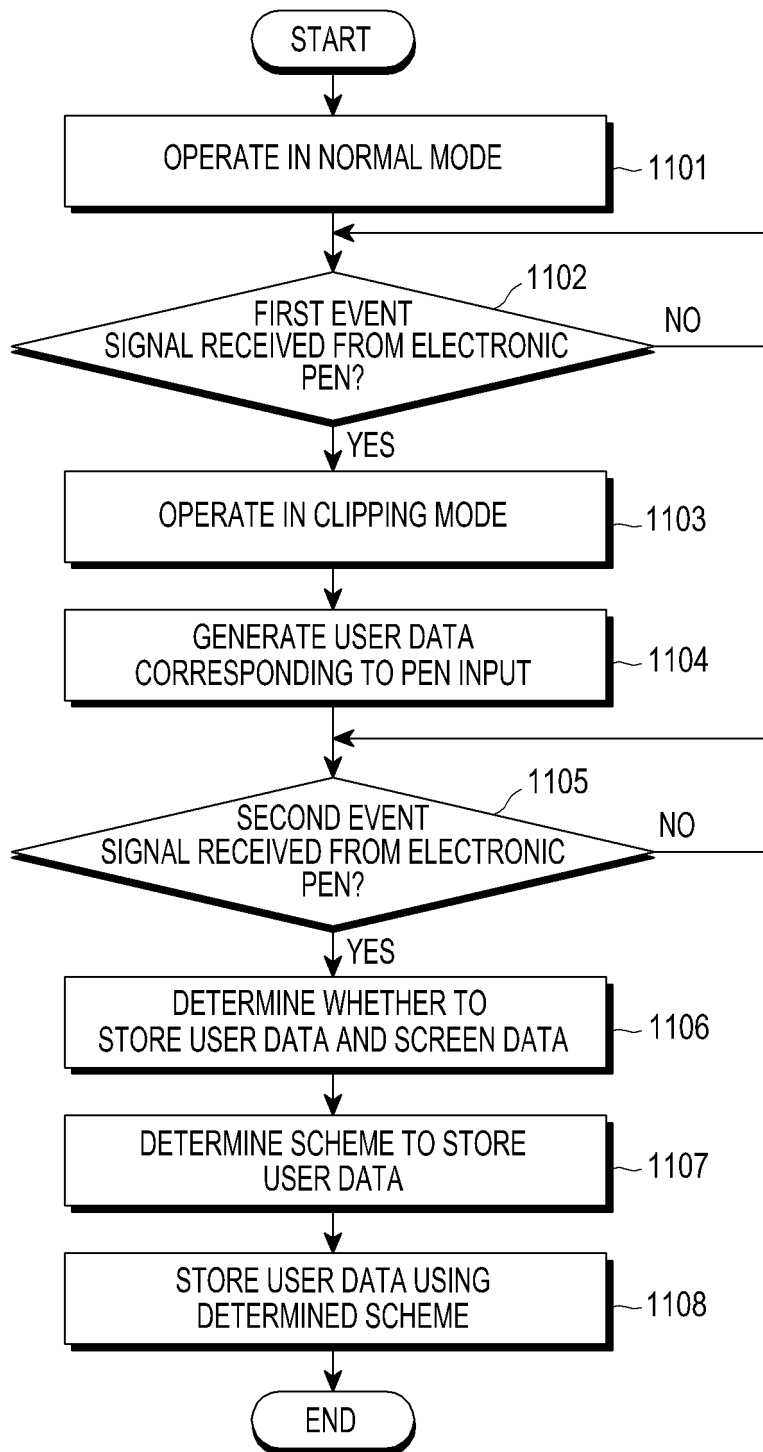 START
OPERATE IN NORMAL MODE
1101
1102
FIRST EVENT
SIGNAL RECEIVED FROM ELECTRONIC
PEN?
NO
YES
OPERATE IN CLIPPING MODE
1103
GENERATE USER DATA
CORRESPONDING TO PEN INPUT
1104
1105
SECOND EVENT
SIGNAL RECEIVED FROM ELECTRONIC
PEN?
NO
YES
DETERMINE WHETHER TO
STORE USER DATA AND SCREEN DATA
1106
DETERMINE SCHEME TO STORE
USER DATA
1107
STORE USER DATA USING
DETERMINED SCHEME
1108
END